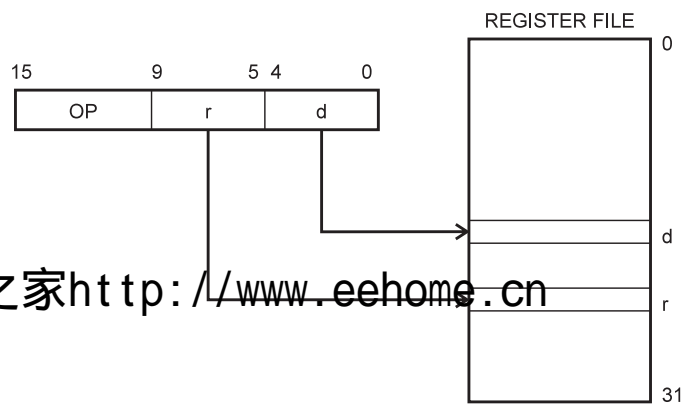 REGISTER FILE
0
15 9 5 4 0
OP r d
d
之家http://www.eehome.cn
r
31